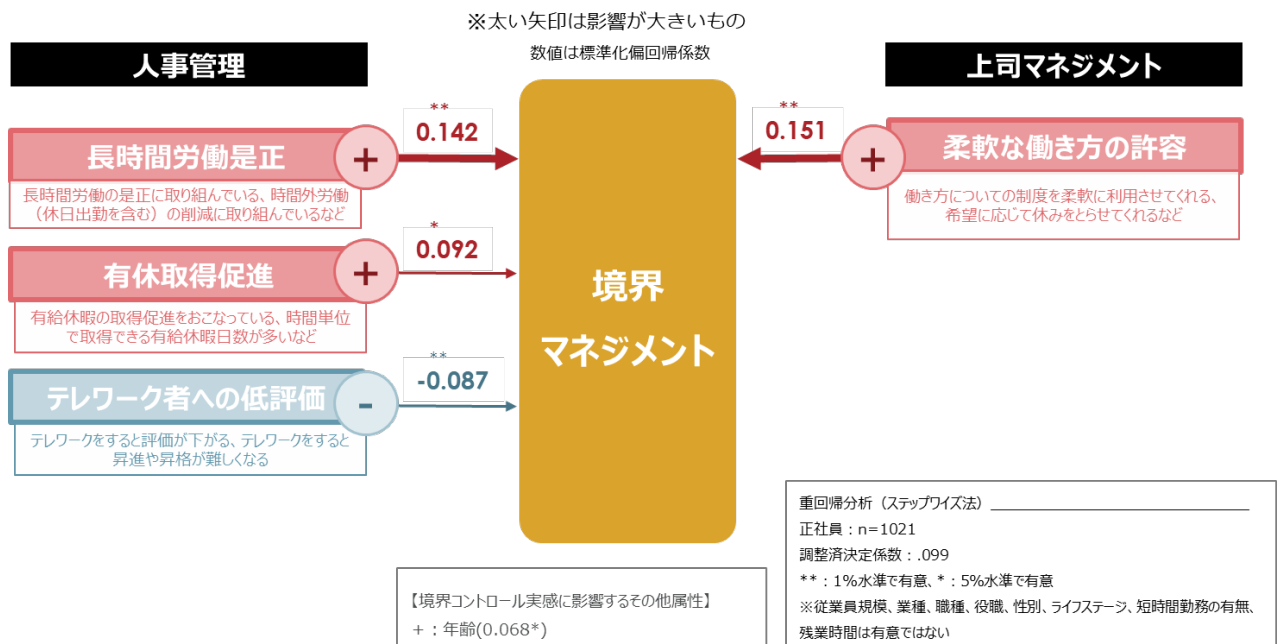 ※太い矢印は影響が大きいもの
数値は標準化偏回帰係数
人事管理
上司マネジメント
**
0.142
長時間労働是正
+
長時間労働の是正に取り組んでいる、時間外労働
（休日出勤を含む）の削減に取り組んでいるなど
*
0.092
有休取得促進
+
有給休暇の取得促進をおこなっている、時間単位
で取得できる有給休暇日数が多いなど
**
-0.087
テレワーク者への低評価
-
テレワークをすると評価が下がる、テレワークをすると
昇進や昇格が難しくなる
境界
マネジメント
**
0.151
+
柔軟な働き方の許容
働き方についての制度を柔軟に利用させてくれる、
希望に応じて休みをとらせてくれるなど
【境界コントロール実感に影響するその他属性】
+：年齢(0.068*)
重回帰分析（ステップワイズ法）
正社員：n=1021
調整済決定係数：.099
**：1%水準で有意、*：5%水準で有意
※従業員規模、業種、職種、役職、性別、ライフステージ、短時間勤務の有無、
残業時間は有意ではない